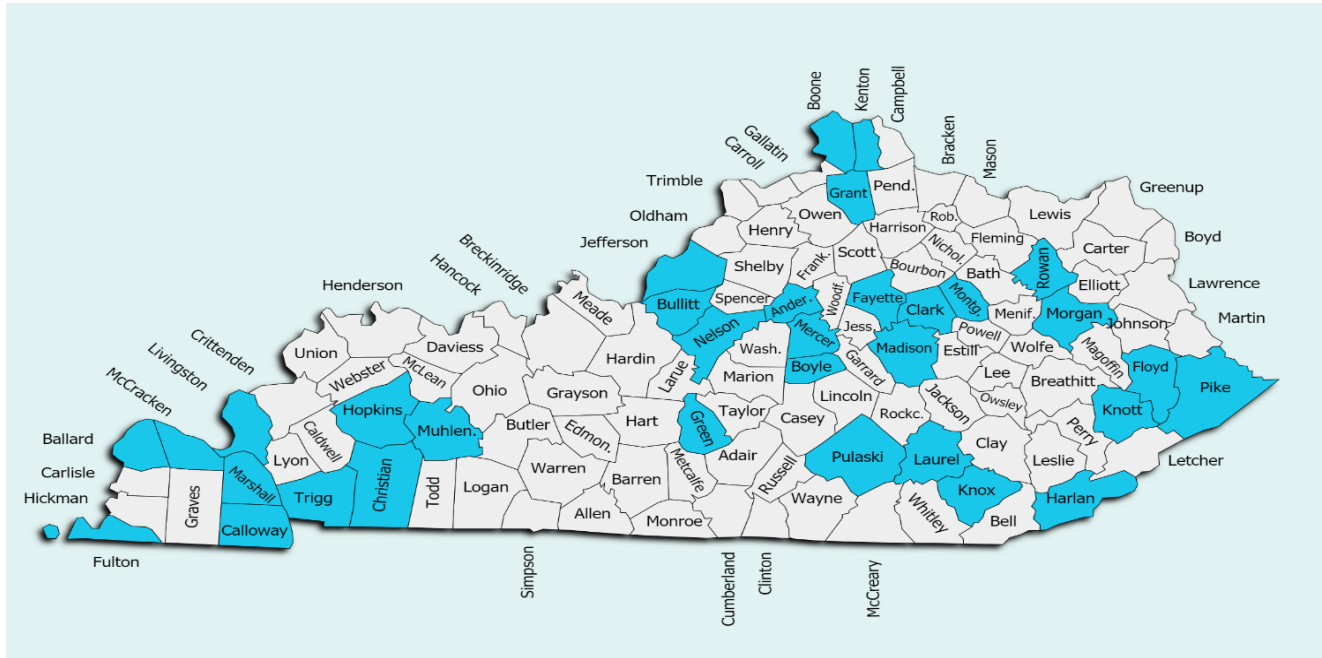 Boone
Kenton
Campbell
Gallatin
Carroll
Bracken
Mason
Trimble
Grant
Pend.
Greenup
Oldham
Owen
Rob.
Lewis
Henry
Harrison
Nichol.
Fleming
Boyd
Jefferson
Carter
Shelby
Frank.
Scott
Bourbon
Bath
Rowan
Elliott
Lawrence
Breckinridge
Hancock
Henderson
Meade
Bullitt
Spencer
Ander.
Woodf.
Fayette
Clark
Montg.
Menif.
Morgan
Johnson
Martin
Nelson
Mercer
Jess.
Madison
Powell
Wolfe
Magoffin
Crittenden
Livingston
McCracken
Union
Daviess
Hardin
Larue
Wash.
Boyle
Garrard
Estill
Lee
Floyd
Pike
Webster
McLean
Ohio
Grayson
Marion
Lincoln
Rockc.
Jackson
Owsley
Breathitt
Knott
Hopkins
Muhlen.
Butler
Edmon.
Hart
Green
Taylor
Casey
Clay
Perry
Ballard
Caldwell
Lyon
Adair
Pulaski
Laurel
Leslie
Letcher
Carlisle
Marshall
Trigg
Christian
Todd
Logan
Warren
Barren
Metcalfe
Russell
Wayne
Knox
Harlan
Hickman
Graves
Calloway
Allen
Monroe
Whitley
Bell
Fulton
Simpson
Cumberland
Clinton
McCreary